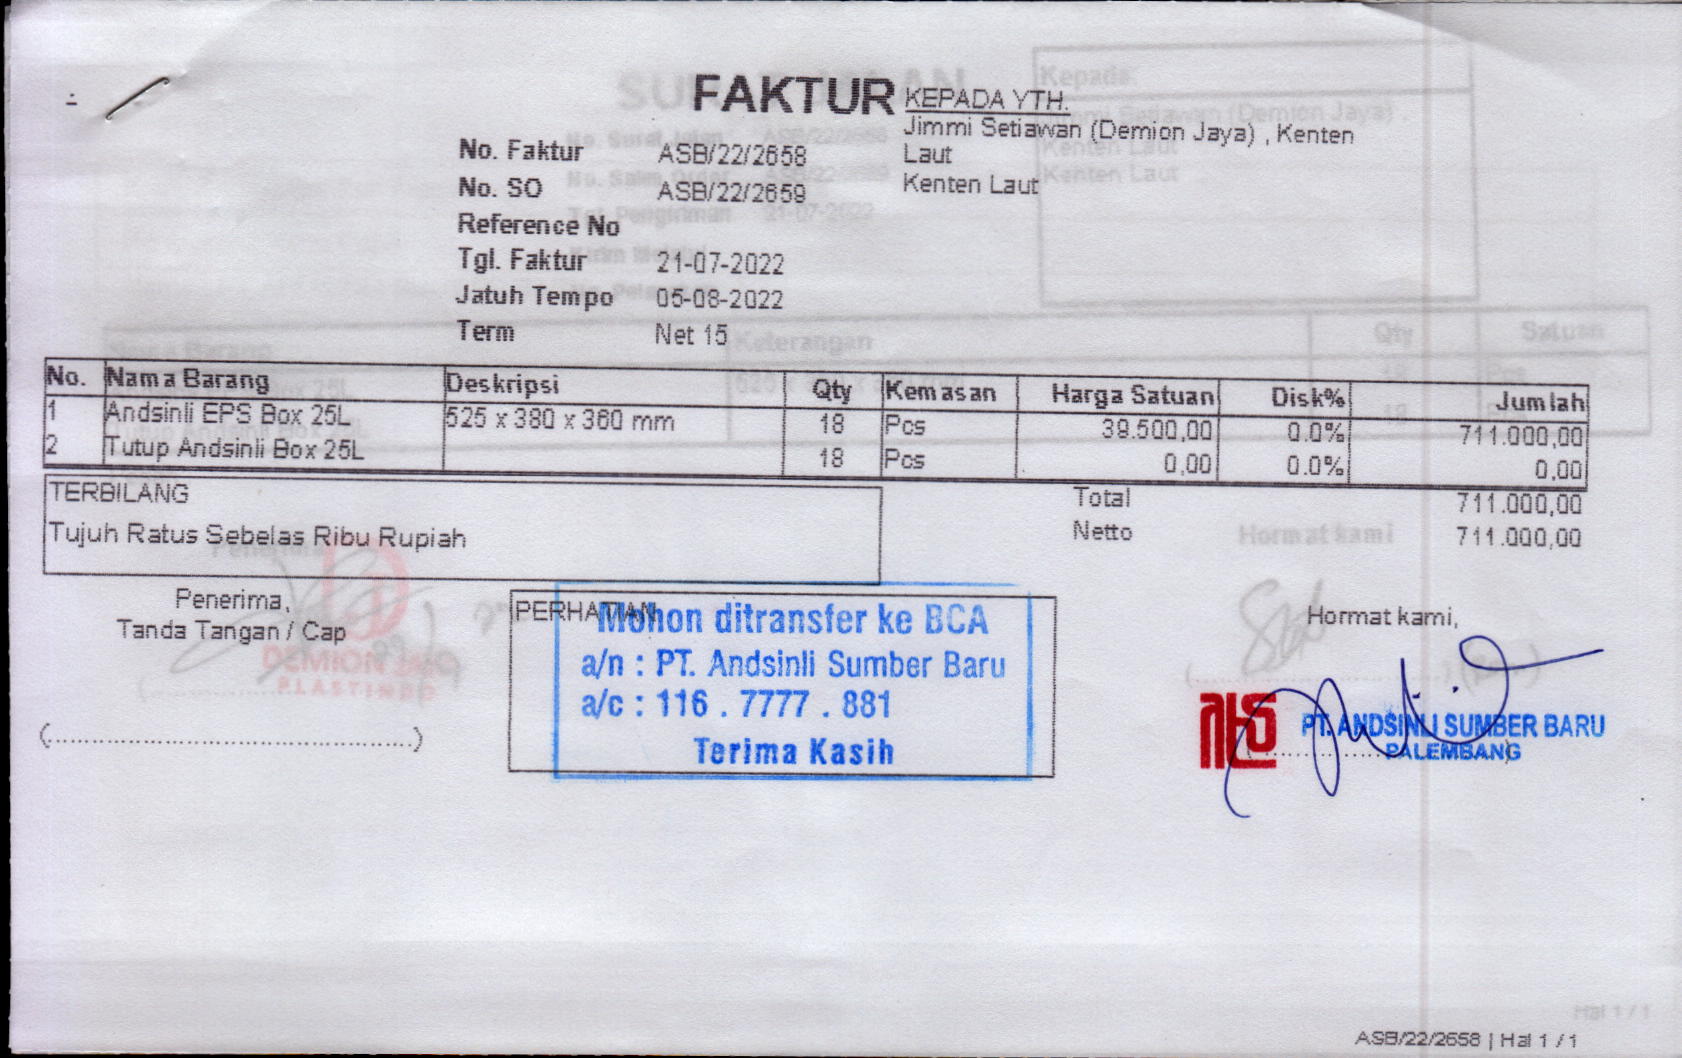 FAKTUR
KEPADA YTH.
Jimmi Setiawan (Demion Jaya) , Kenten
Laut
Kenten Laut
No. Faktur ASB/22/2658
No. SO ASB/22/2659
Reference No
Tgl. Faktur 21-07-2022
Jatuh Tempo 05-08-2022
Term Net 15
No. Nama Barang Deskripsi Qty Kemasan Harga Satuan Disk% Jumlah
1 Andsinli EPS Box 25L 525 x 380 x 360 mm 18 Pcs 39.500,00 0.0% 711.000,00
2 Tutup Andsinli Box 25L 18 Pcs 0,00 0.0% 0,00
TERBILANG
Tujuh Ratus Sebelas Ribu Rupiah
Total 711.000,00
Netto 711.000,00
Penerima,
Tanda Tangan / Cap
(................................................)
PERHATIAN
Mohon ditransfer ke BCA
a/n : PT. Andsinli Sumber Baru
a/c : 116 . 7777 . 881
Terima Kasih
Hormat kami,
PT. ANDSINLI SUMBER BARU
PALEMBANG
ASB/22/2658 | Hal 1 / 1